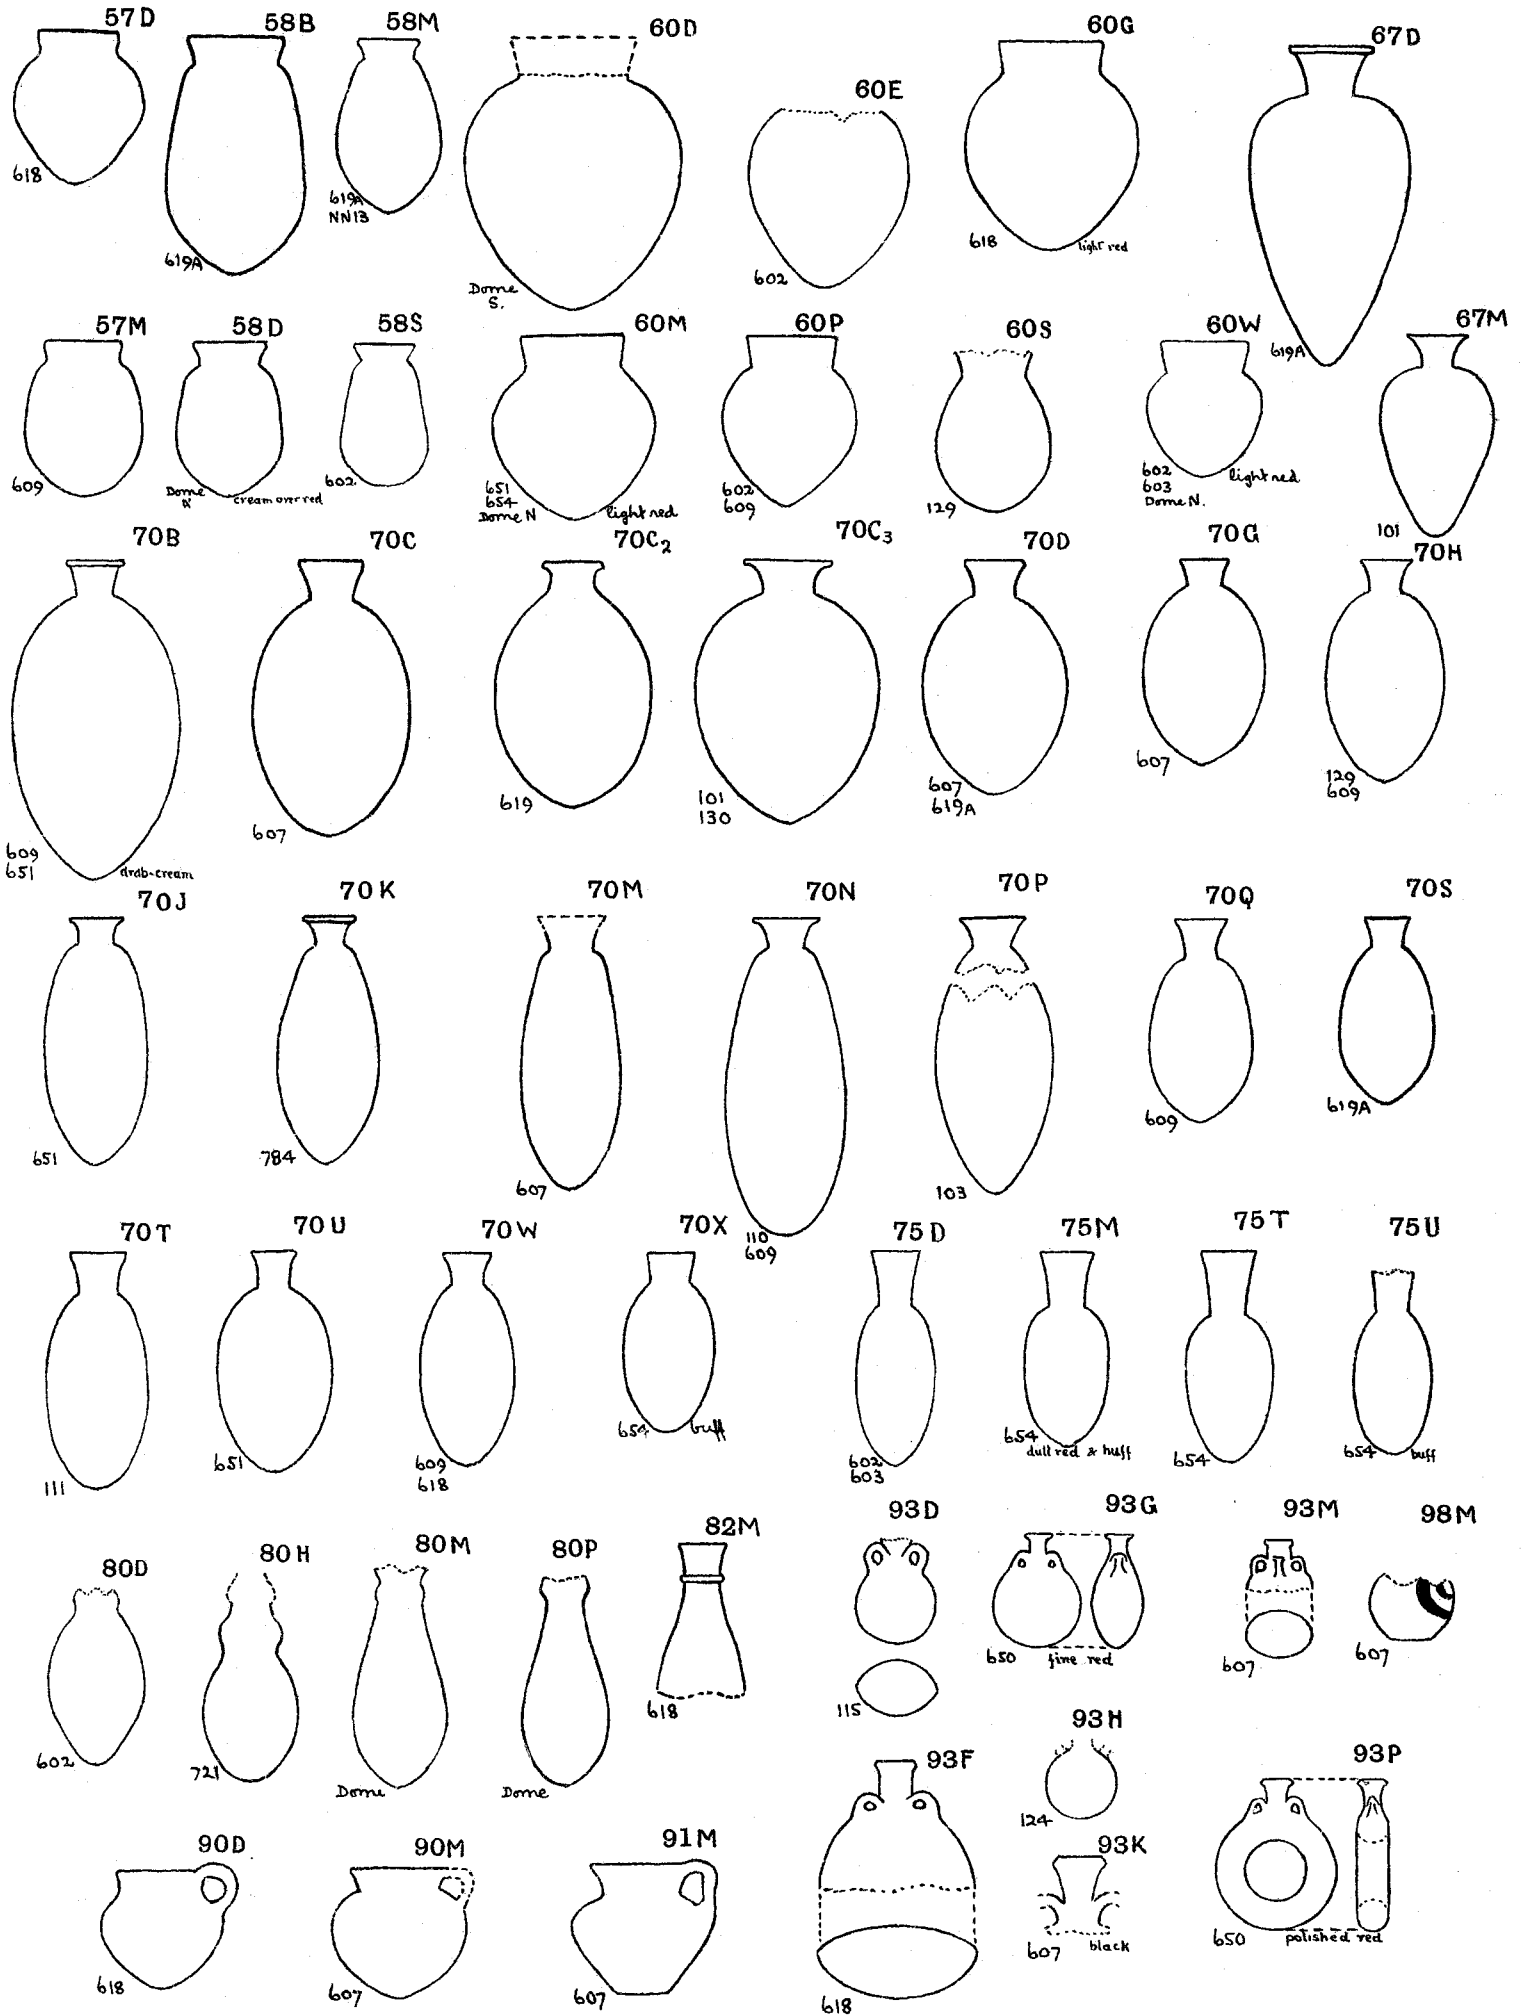 57D
58B
58M
60D
60E
60G
67D
618
619A
619A
NN13
Dome
S.
602
618
light red
619A
57M
58D
58S
60M
60P
60S
60W
67M
609
Dome
cream over red
602
651
654
Dome N
light red
602
609
129
602
603
Dome N.
light red
101
70B
70C
70C2
70C3
70D
70G
70H
609
651
drab-cream
607
619
101
130
607
619A
607
129
609
70J
70K
70M
70N
70P
70Q
70S
651
784
607
110
609
103
609
619A
70T
70U
70W
70X
75D
75M
75T
75U
111
651
609
618
654
buff
602
603
654
dull red & huff
654
654
buff
80D
80H
80M
80P
82M
93D
93G
93M
98M
602
721
Dome
Dome
618
115
650
fine red
607
607
93H
124
90D
90M
91M
93F
93K
93P
618
607
607
618
607
black
650
polished red